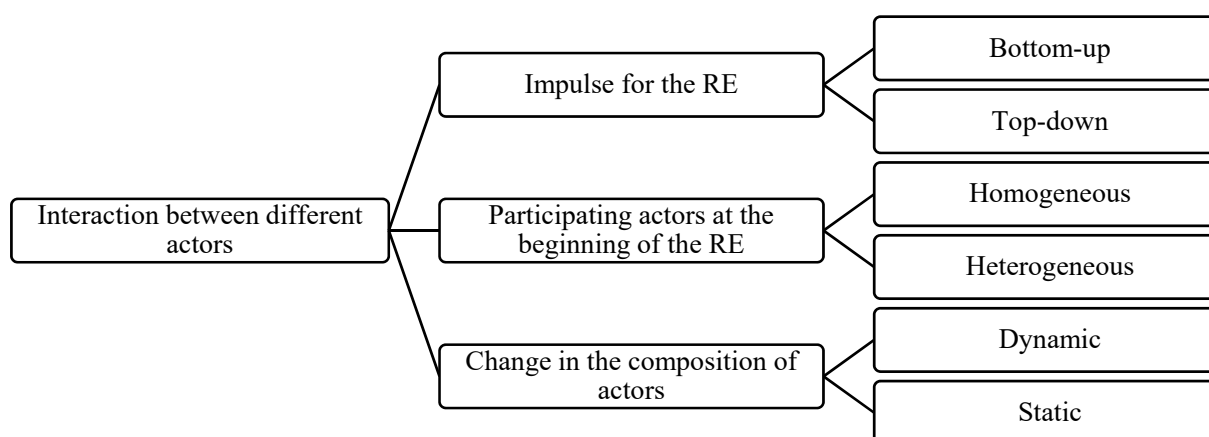 Interaction between different
actors
Impulse for the RE
Participating actors at the
beginning of the RE
Change in the composition of
actors
Bottom-up
Top-down
Homogeneous
Heterogeneous
Dynamic
Static